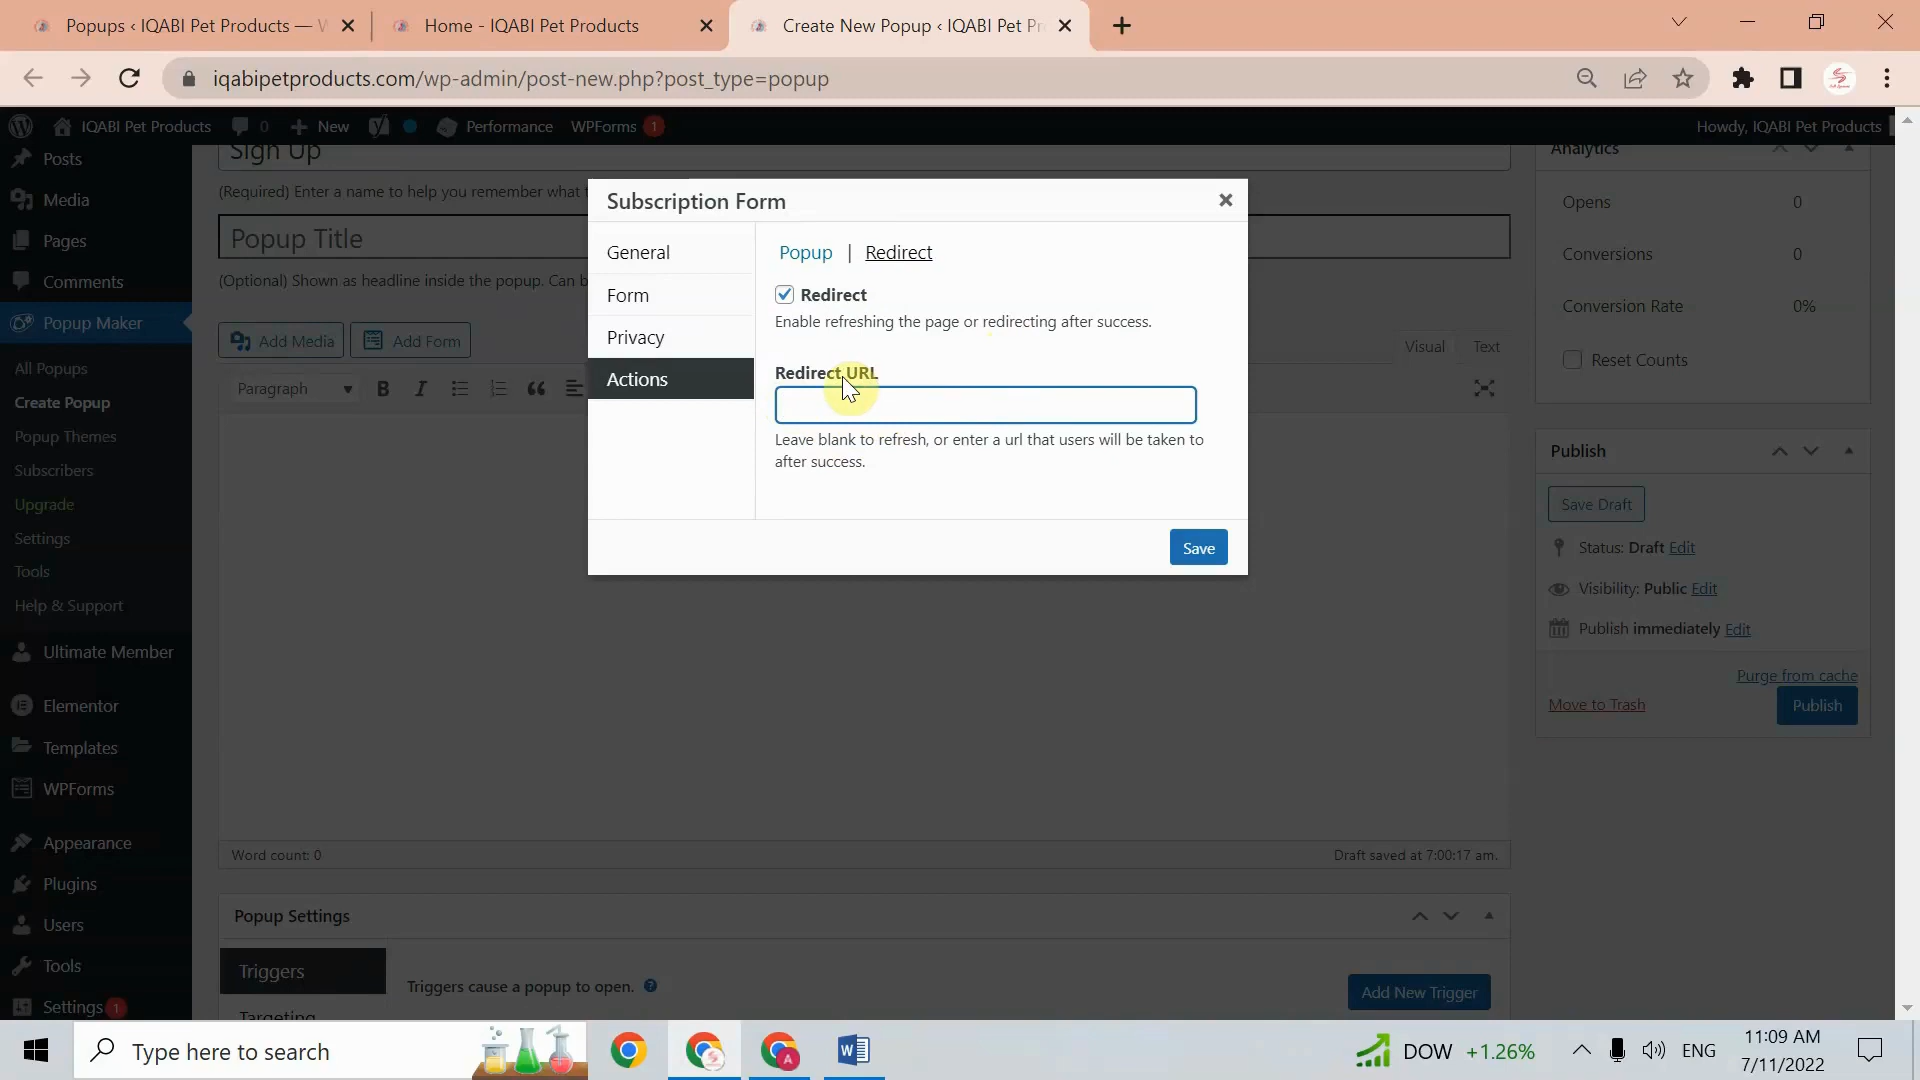 Popups ‹ IQABI Pet Products — W
Home - IQABI Pet Products
Create New Popup ‹ IQABI Pet Pr
iqabipetproducts.com/wp-admin/post-new.php?post_type=popup
IQABI Pet Products
0
New
Performance
WPForms 1
Howdy, IQABI Pet Products
Posts
Media
Pages
Comments
Popup Maker
All Popups
Create Popup
Popup Themes
Subscribers
Upgrade
Settings
Tools
Help & Support
Ultimate Member
Elementor
Templates
WPForms
Appearance
Plugins
Users
Tools
Settings 1
Sign Up
(Required) Enter a name to help you remember what t
Popup Title
(Optional) Shown as headline inside the popup. Can b
Add Media
Add Form
Visual
Text
Paragraph
B
I
Word count: 0
Draft saved at 7:00:17 am.
Popup Settings
Triggers
Targeting
Triggers cause a popup to open. ?
Add New Trigger
Subscription Form
General
Form
Privacy
Actions
Popup | Redirect
Redirect
Enable refreshing the page or redirecting after success.
Redirect URL
Leave blank to refresh, or enter a url that users will be taken to
after success.
Save
Analytics
Opens 0
Conversions 0
Conversion Rate 0%
Reset Counts
Publish
Save Draft
Status: Draft Edit
Visibility: Public Edit
Publish immediately Edit
Purge from cache
Move to Trash
Publish
Type here to search
A
W
DOW +1.26%
ENG
11:09 AM
7/11/2022